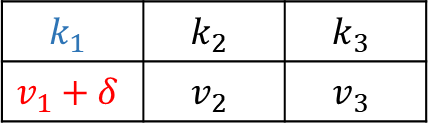 k₁ k₂ k₃
v₁ + δ v₂ v₃